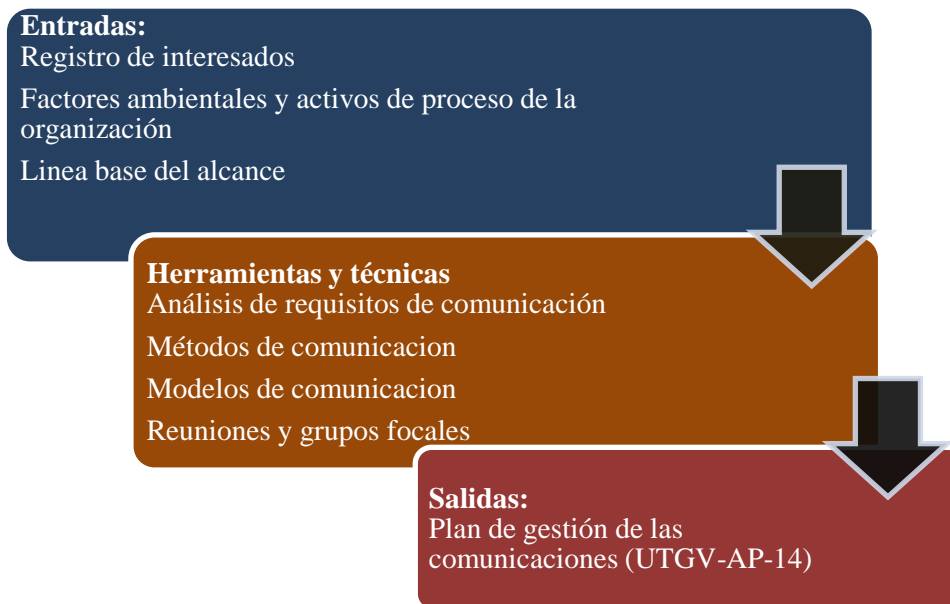 Entradas:
Registro de interesados
Factores ambientales y activos de proceso de la
organización
Linea base del alcance
Herramientas y técnicas
Análisis de requisitos de comunicación
Métodos de comunicacion
Modelos de comunicacion
Reuniones y grupos focales
Salidas:
Plan de gestión de las
comunicaciones (UTGV-AP-14)